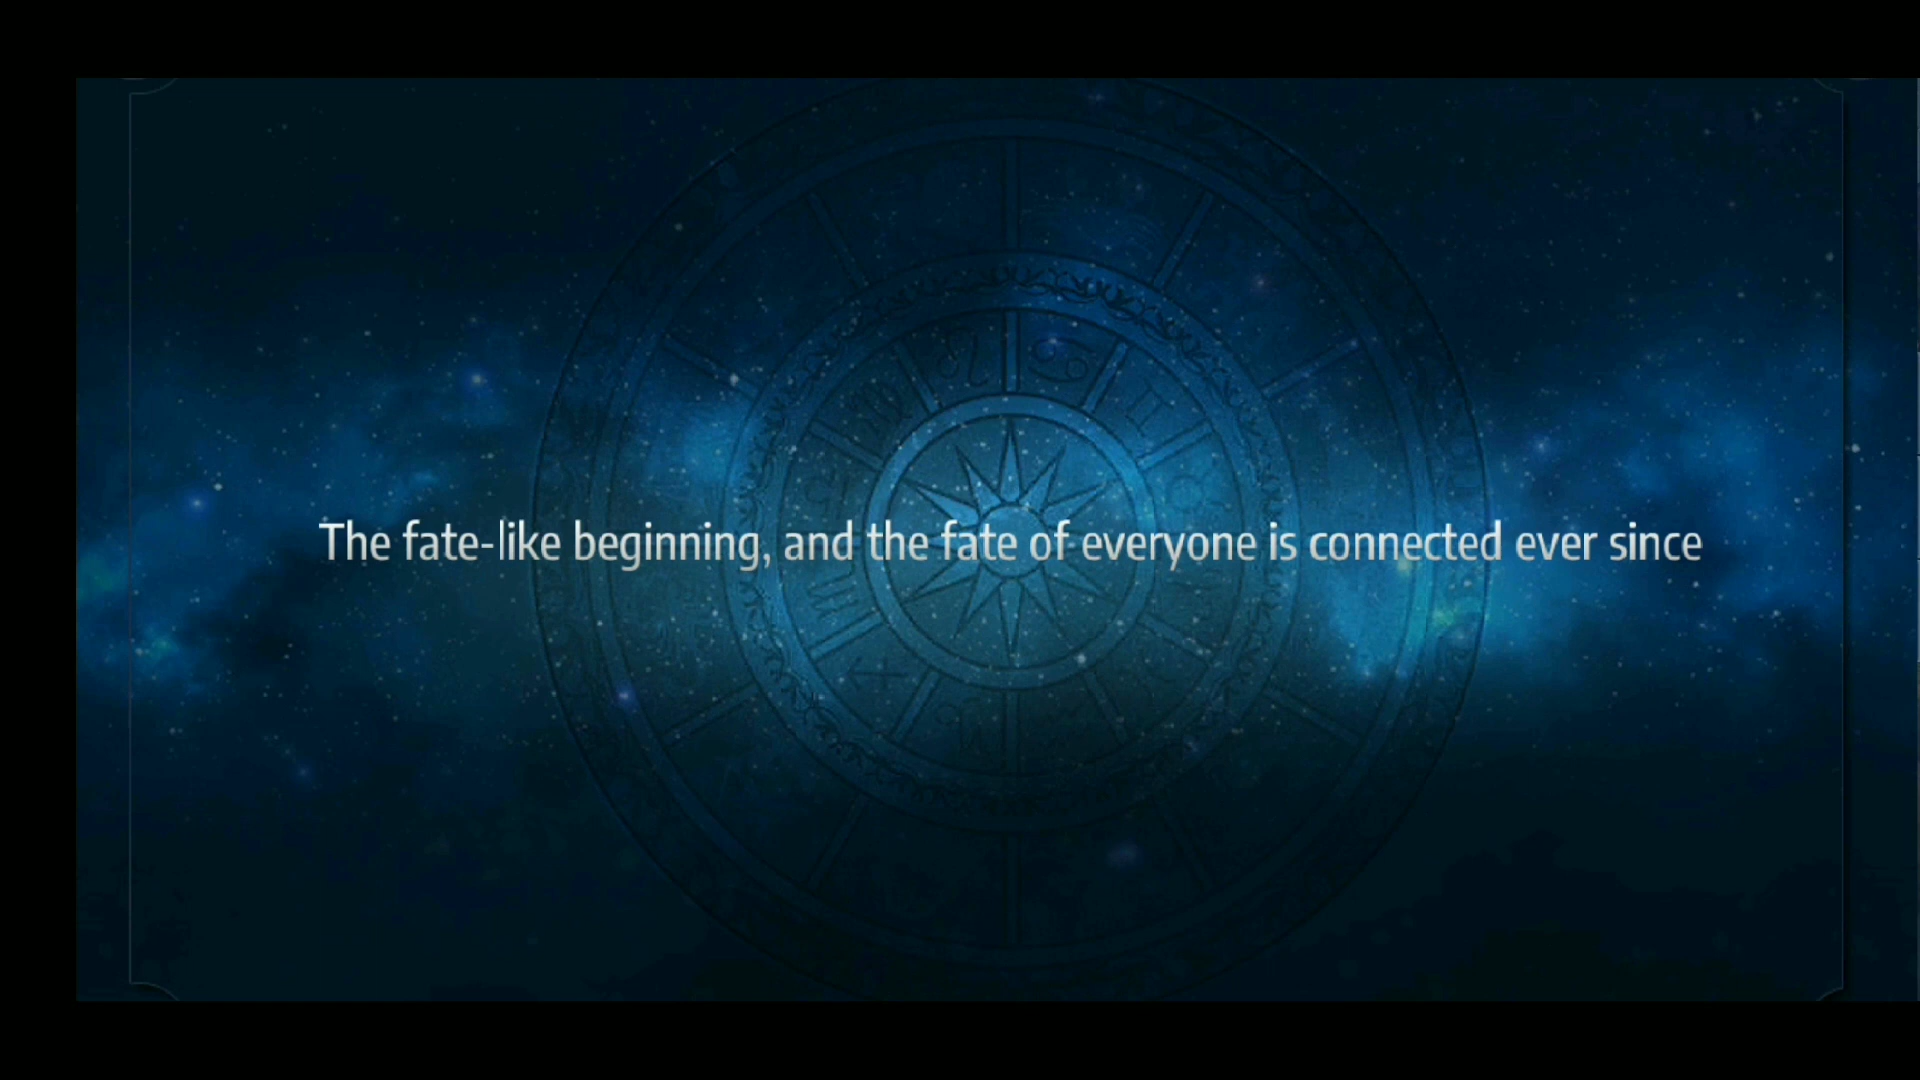 The fate-like beginning, and the fate of everyone is connected ever since